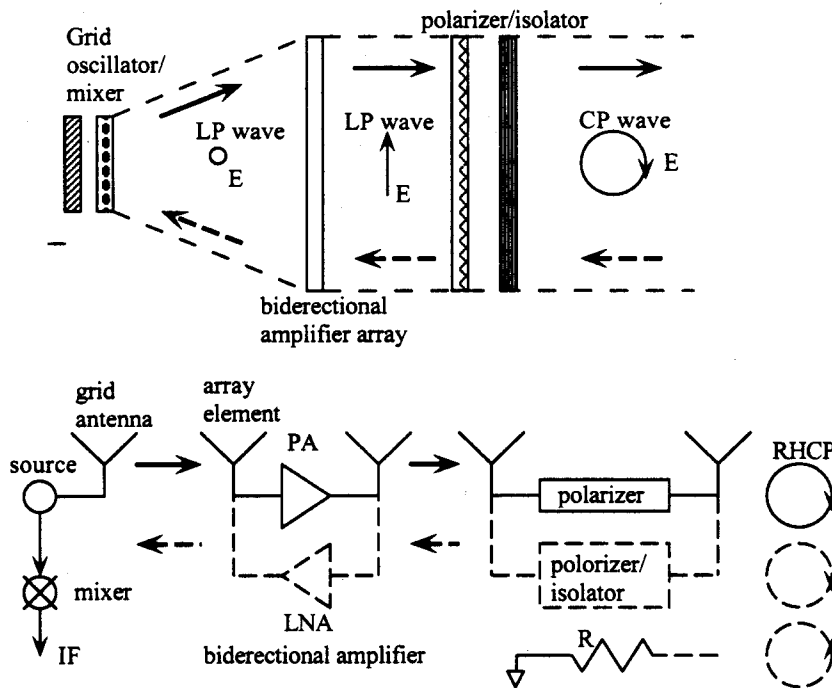 polarizer/isolator
Grid
oscillator/
mixer
LP wave
E
LP wave
E
CP wave
E
biderectional
amplifier array
grid
antenna
array
element
source
PA
RHCP
polarizer
mixer
LNA
polorizer/
isolator
IF
biderectional amplifier
R